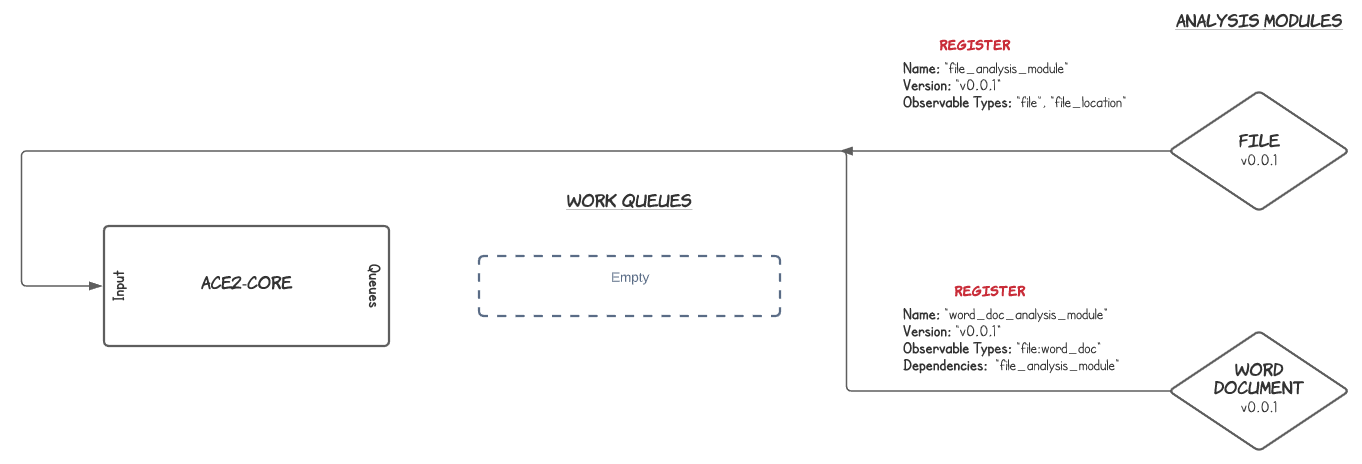 ANALYSIS MODULES
REGISTER
Name: "file_analysis_module"
Version: "v0.0.1"
Observable Types: "file", "file_location"
FILE
v0.0.1
WORK QUEUES
Input
ACE2-CORE
Queues
Empty
REGISTER
Name: "word_doc_analysis_module"
Version: "v0.0.1"
Observable Types: "file:word_doc"
Dependencies: "file_analysis_module"
WORD
DOCUMENT
v0.0.1